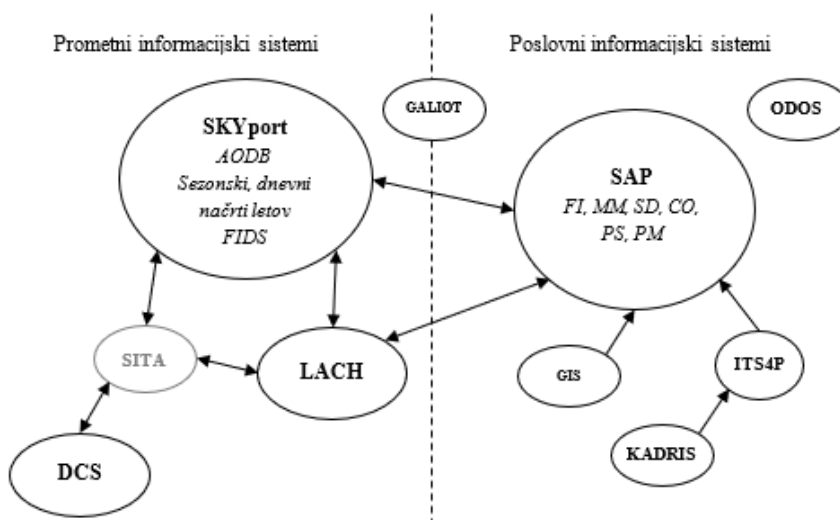 Prometni informacijski sistemi
Poslovni informacijski sistemi
GALIOT
ODOS
SKYport
AODB
Sezonski, dnevni
načrti letov
FIDS
SAP
FI, MM, SD, CO,
PS, PM
SITA
LACH
GIS
ITS4P
KADRIS
DCS